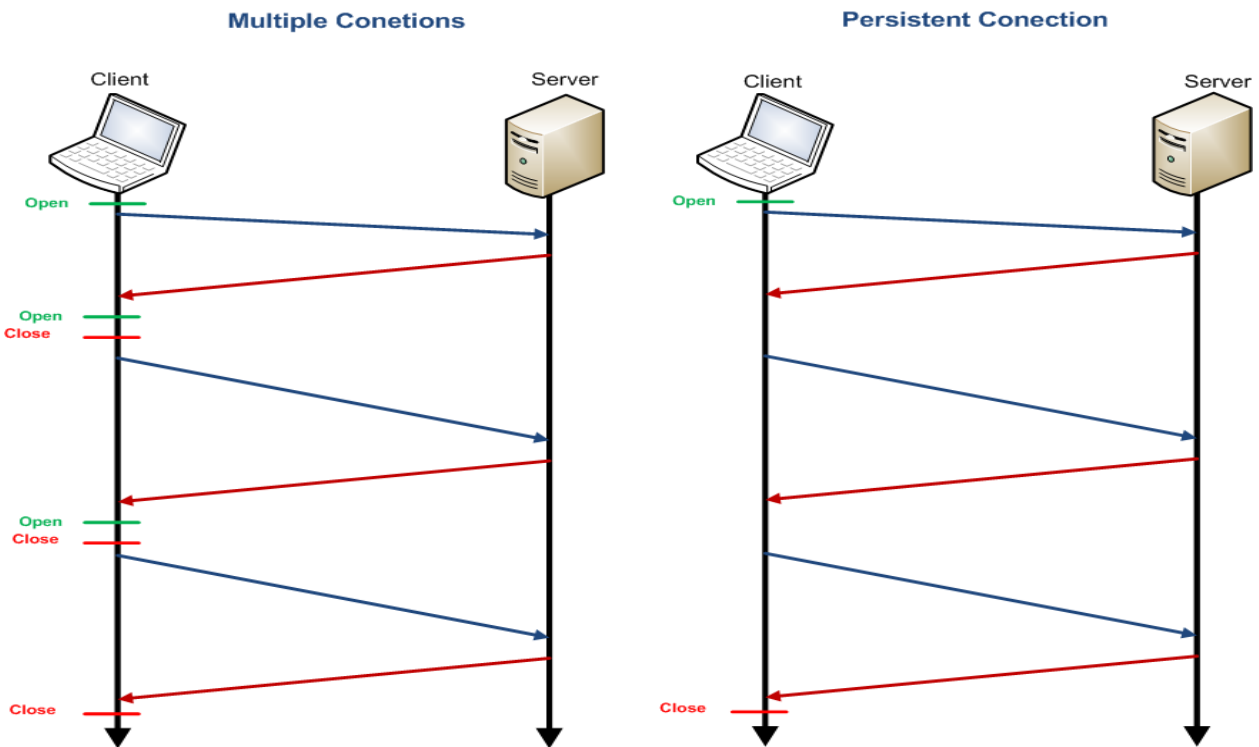 Multiple Conetions
Client
Server
Open
Open
Close
Open
Close
Close
Persistent Conection
Client
Server
Open
Close